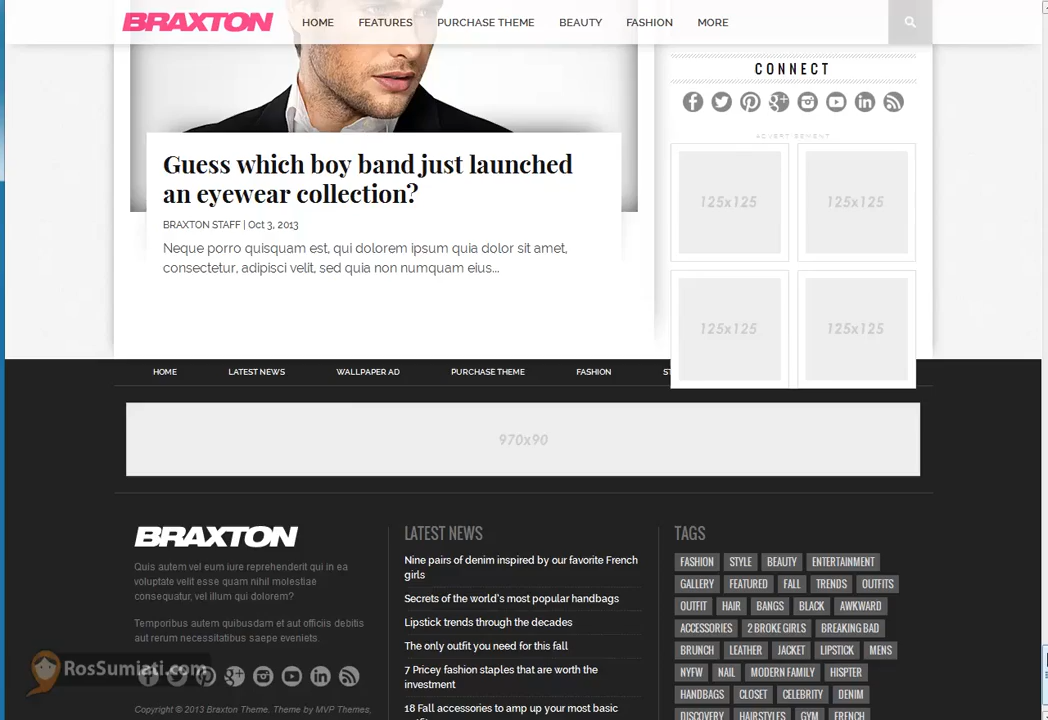 BRAXTON HOME FEATURES PURCHASE THEME BEAUTY FASHION MORE
Guess which boy band just launched
an eyewear collection?
BRAXTON STAFF | Oct 3, 2013
Neque porro quisquam est, qui dolorem ipsum quia dolor sit amet,
consectetur, adipisci velit, sed quia non numquam eius...
CONNECT
ADVERTISEMENT
125x125 125x125
125x125 125x125
HOME LATEST NEWS WALLPAPER AD PURCHASE THEME FASHION
970x90
BRAXTON
Quis autem vel eum iure reprehenderit qui in ea
voluptate velit esse quam nihil molestiae
consequatur, vel illum qui dolorem?
Temporibus autem quibusdam et aut officiis debitis
aut rerum necessitatibus saepe eveniets.
RosSumiati.com
Copyright © 2013 Braxton Theme. Theme by MVP Themes,
LATEST NEWS
Nine pairs of denim inspired by our favorite French
girls
Secrets of the world's most popular handbags
Lipstick trends through the decades
The only outfit you need for this fall
7 Pricey fashion staples that are worth the
investment
18 Fall accessories to amp up your most basic
TAGS
FASHION STYLE BEAUTY ENTERTAINMENT
GALLERY FEATURED FALL TRENDS OUTFITS
OUTFIT HAIR BANGS BLACK AWKWARD
ACCESSORIES 2 BROKE GIRLS BREAKING BAD
BRUNCH LEATHER JACKET LIPSTICK MENS
NYFW NAIL MODERN FAMILY HISPTER
HANDBAGS CLOSET CELEBRITY DENIM
DISCOVERY HAIRSTYLES GYM FRENCH